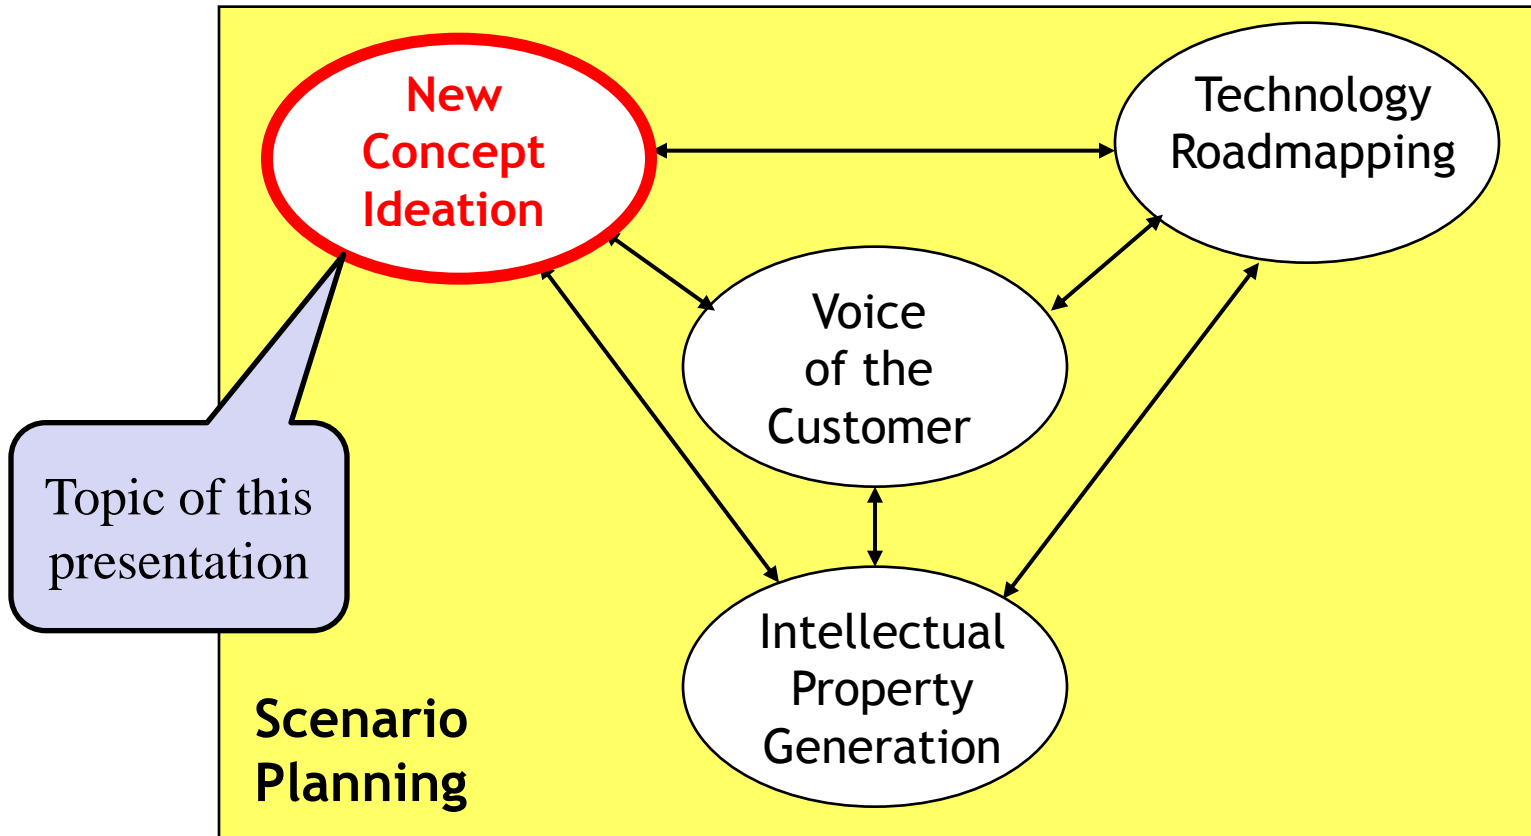 New
Concept
Ideation
Technology
Roadmapping
Voice
of the
Customer
Topic of this
presentation
Intellectual
Property
Generation
Scenario
Planning